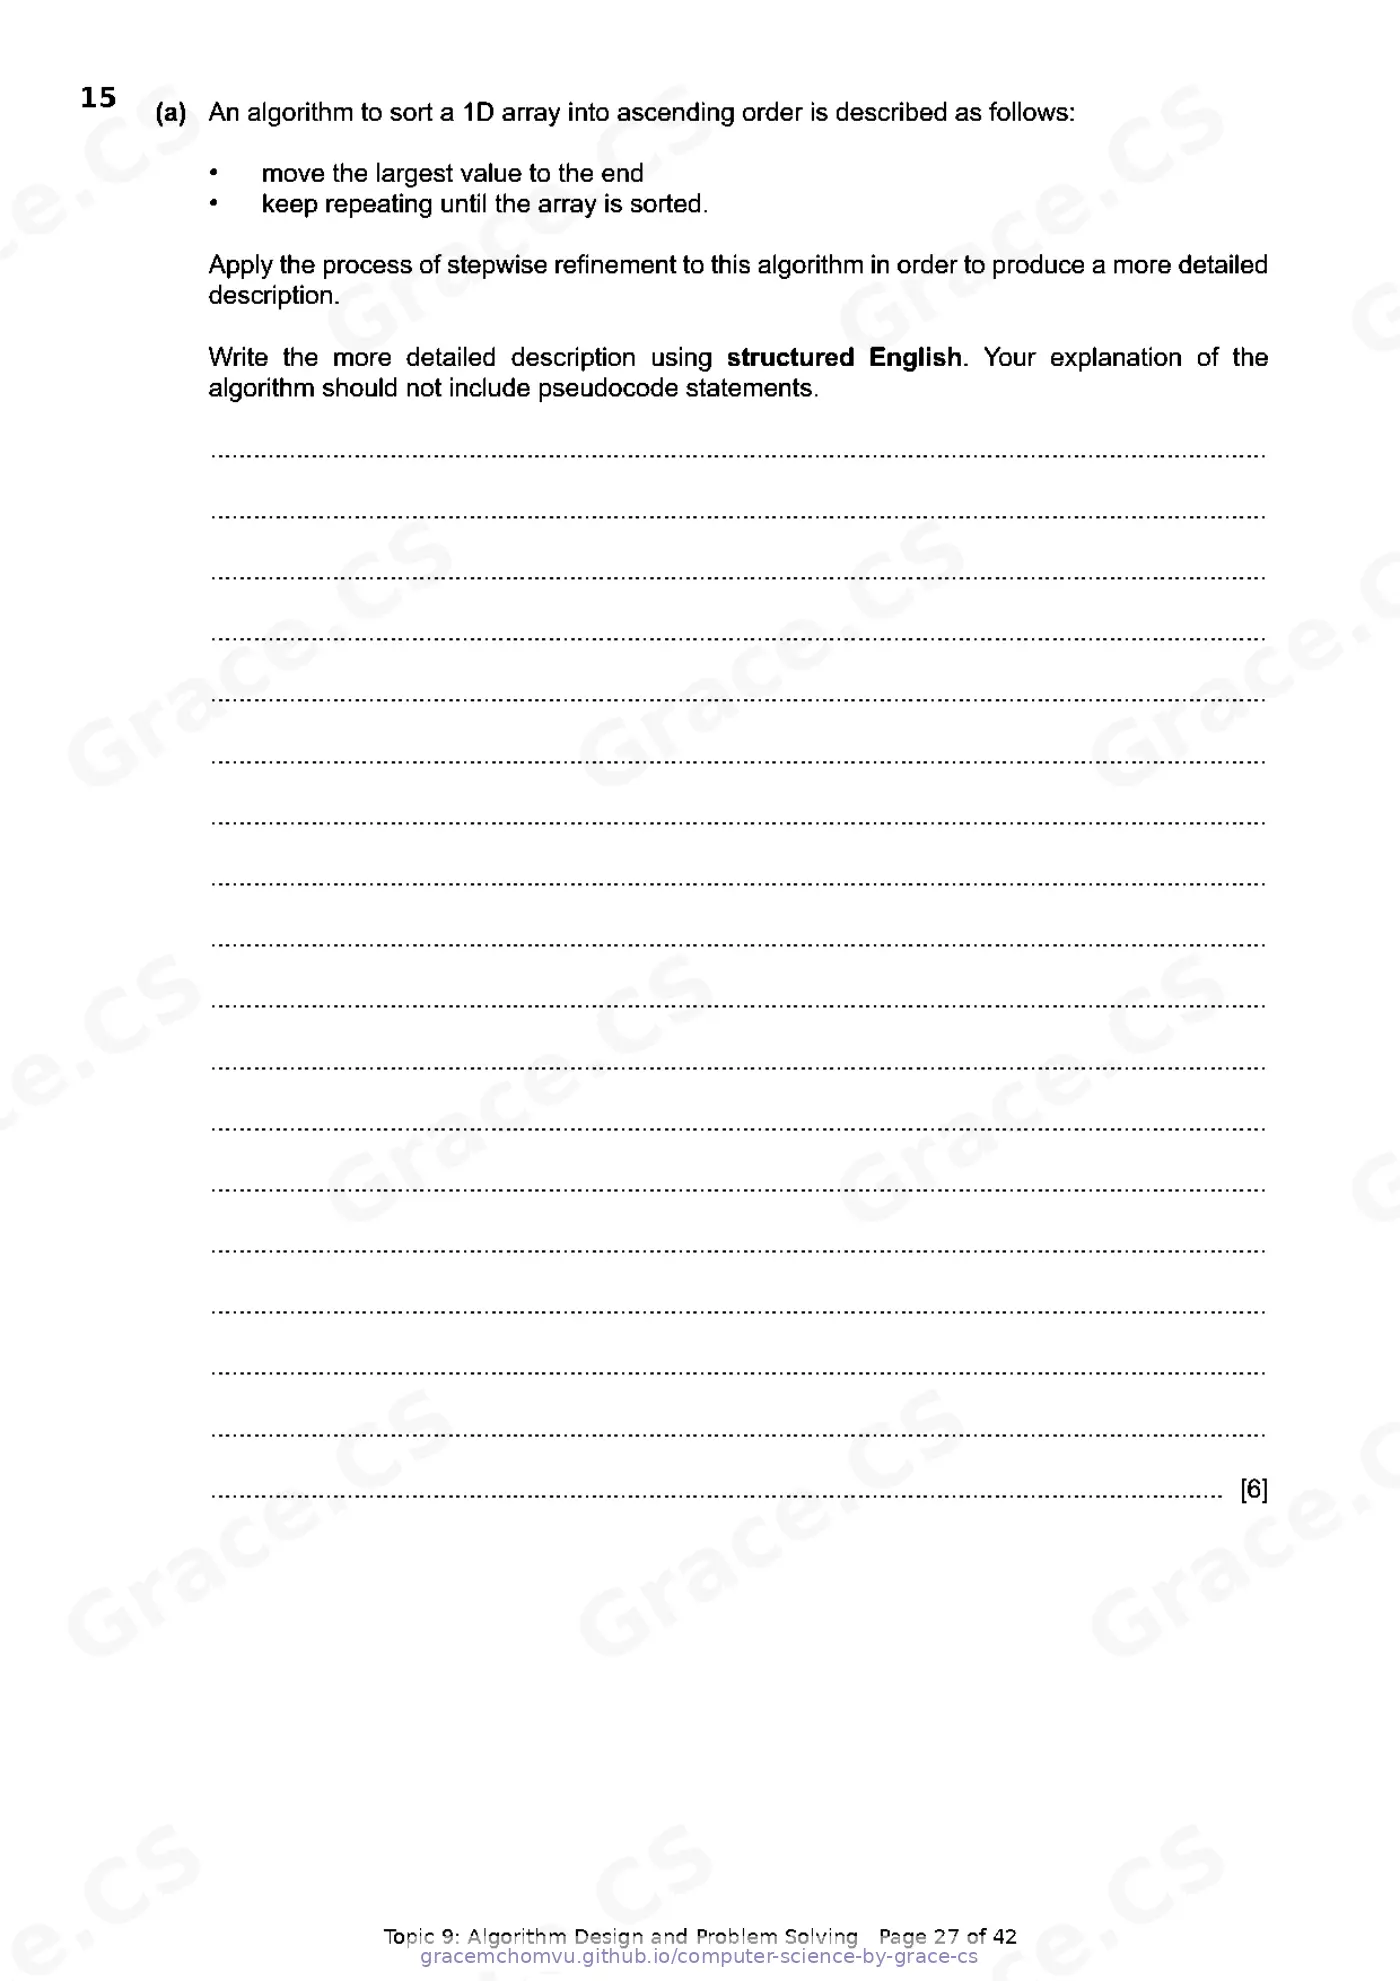 15
(a) An algorithm to sort a 1D array into ascending order is described as follows:
• move the largest value to the end
• keep repeating until the array is sorted.
Apply the process of stepwise refinement to this algorithm in order to produce a more detailed
description.
Write the more detailed description using structured English. Your explanation of the
algorithm should not include pseudocode statements.
[6]
Topic 9: Algorithm Design and Problem Solving Page 27 of 42
gracemchomvu.github.io/computer-science-by-grace-cs